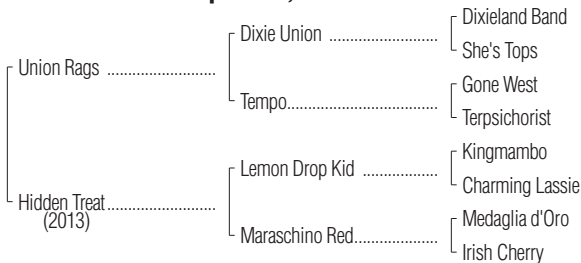 Dixieland Band
Dixie Union ....................
She's Tops
Union Rags ....................
Gone West
Tempo....................
Terpsichorist
Kingmambo
Lemon Drop Kid ....................
Charming Lassie
Hidden Treat....................
(2013)
Medaglia d'Oro
Maraschino Red....................
Irish Cherry